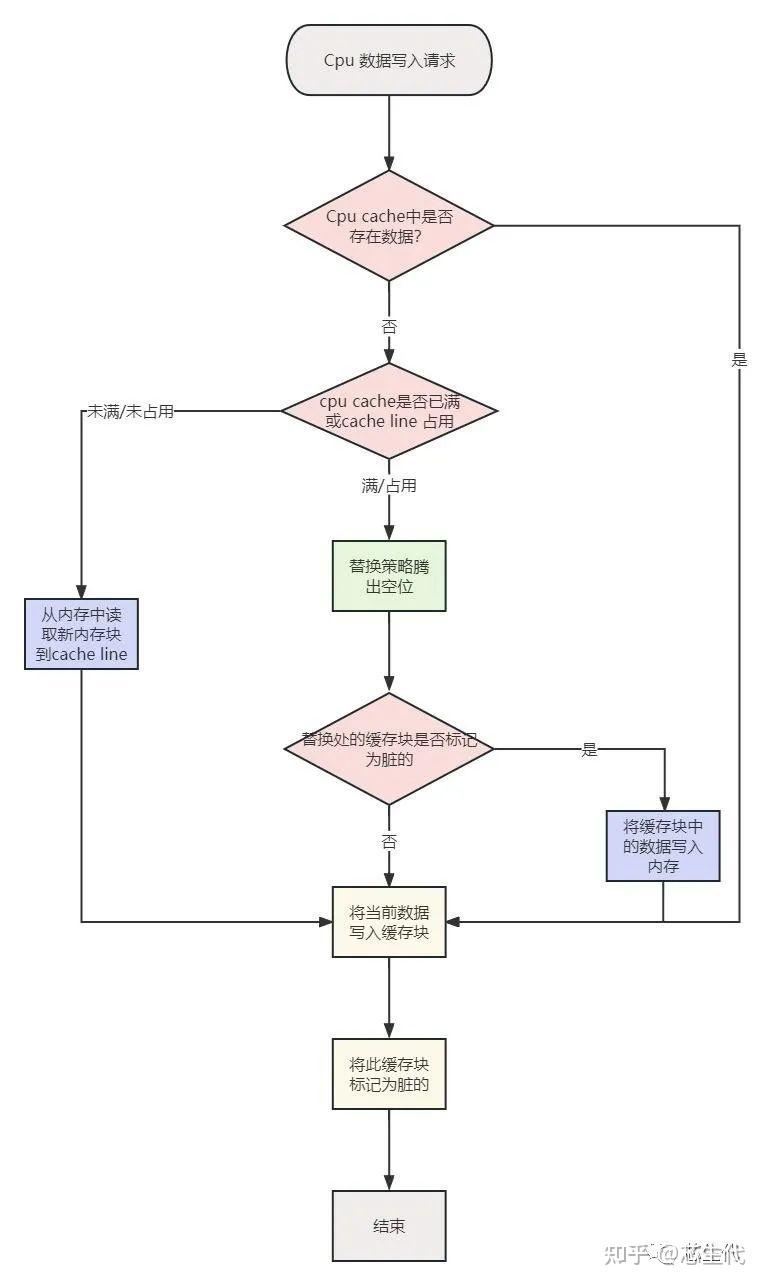 Cpu 数据写入请求
Cpu cache中是否
存在数据?
否
是
cpu cache是否已满
或cache line 占用
未满/未占用
满/占用
替换策略腾
出空位
从内存中读
取新内存块
到cache line
替换处的缓存块是否标记
为脏的
是
否
将缓存块中
的数据写入
内存
将当前数据
写入缓存块
将此缓存块
标记为脏的
结束
知乎 @芯生代